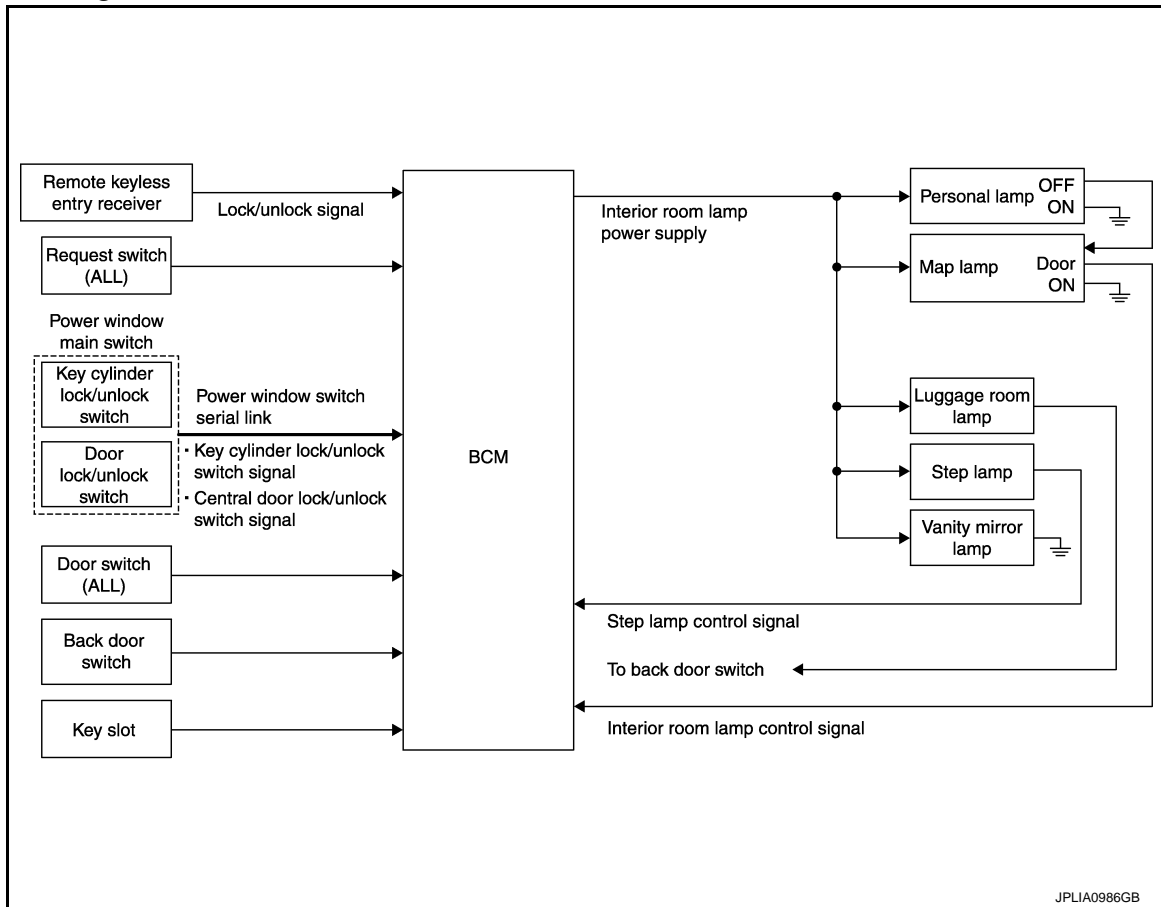 Remote keyless
entry receiver
Lock/unlock signal
Request switch
(ALL)
Power window
main switch
Key cylinder
lock/unlock
switch
Door
lock/unlock
switch
Power window switch
serial link
· Key cylinder lock/unlock
switch signal
· Central door lock/unlock
switch signal
Door switch
(ALL)
Back door
switch
Key slot
BCM
Interior room lamp
power supply
Personal lamp
OFF
ON
Map lamp
Door
ON
Luggage room
lamp
Step lamp
Vanity mirror
lamp
Step lamp control signal
To back door switch
Interior room lamp control signal
JPLIA0986GB